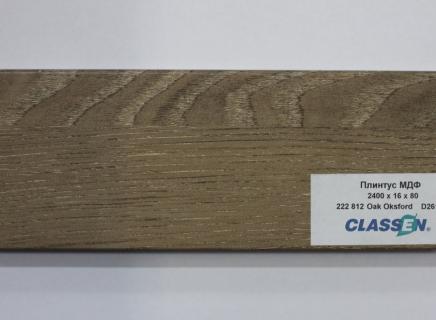 Плинтус МДФ
2400 x 16 x 80
222 812 Oak Oksford
CLASSEN